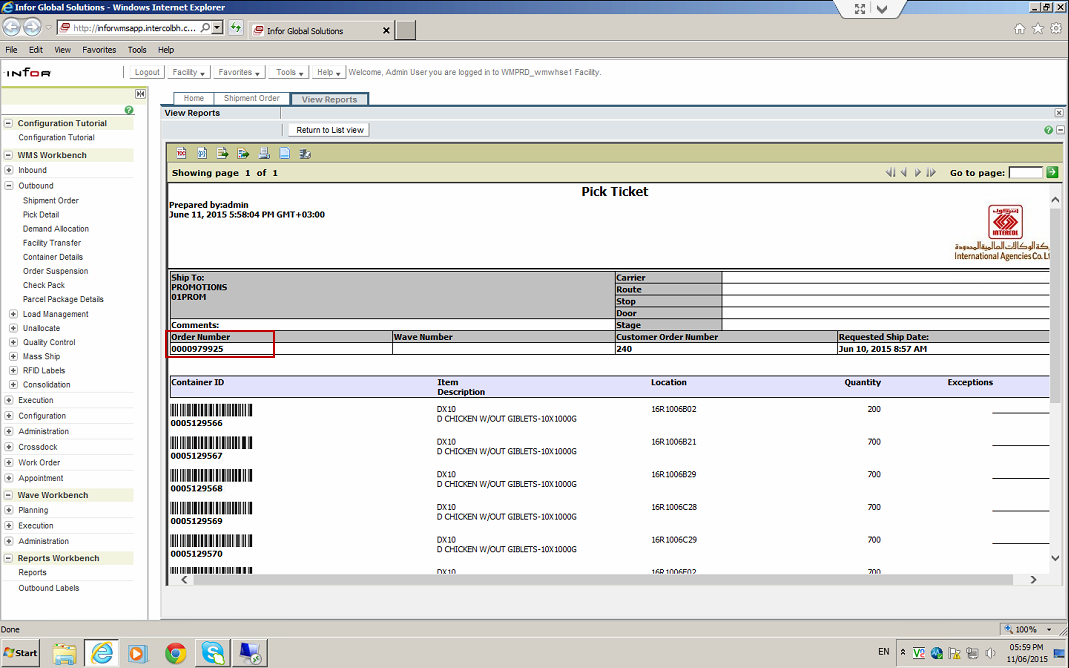 Infor Global Solutions - Windows Internet Explorer
http://inforwmsapp.intercolbh.c...
Infor Global Solutions
File Edit View Favorites Tools Help
infor
Logout Facility Favorites Tools Help Welcome, Admin User you are logged in to WMPRD_wmwhse1 Facility.
Home Shipment Order View Reports
View Reports
Return to List view
Configuration Tutorial
Configuration Tutorial
WMS Workbench
Inbound
Outbound
Shipment Order
Pick Detail
Demand Allocation
Facility Transfer
Container Details
Order Suspension
Check Pack
Parcel Package Details
Load Management
Unallocate
Quality Control
Mass Ship
RFID Labels
Consolidation
Execution
Configuration
Administration
Crossdock
Work Order
Appointment
Wave Workbench
Planning
Execution
Administration
Reports Workbench
Reports
Outbound Labels
Showing page 1 of 1
Go to page:
Pick Ticket
Prepared by:admin
June 11, 2015 5:58:04 PM GMT+03:00
إنتركول
INTERCOL
كة الوكالات العالمية المحدودة
International Agencies Co. Lt
Ship To:
PROMOTIONS
01PROM
Comments:
Carrier
Route
Stop
Door
Stage
Order Number Wave Number Customer Order Number Requested Ship Date:
0000979925 240 Jun 10, 2015 8:57 AM
Container ID Item Location Quantity Exceptions
Description
DX10 16R1006B02 200
D CHICKEN W/OUT GIBLETS-10X1000G
0005129566
DX10 16R1006B21 700
D CHICKEN W/OUT GIBLETS-10X1000G
0005129567
DX10 16R1006B29 700
D CHICKEN W/OUT GIBLETS-10X1000G
0005129568
DX10 16R1006C28 700
D CHICKEN W/OUT GIBLETS-10X1000G
0005129569
DX10 16R1006C29 700
D CHICKEN W/OUT GIBLETS-10X1000G
0005129570
DX10 16R1006E02 700
Done
100%
Start
EN
05:59 PM
11/06/2015